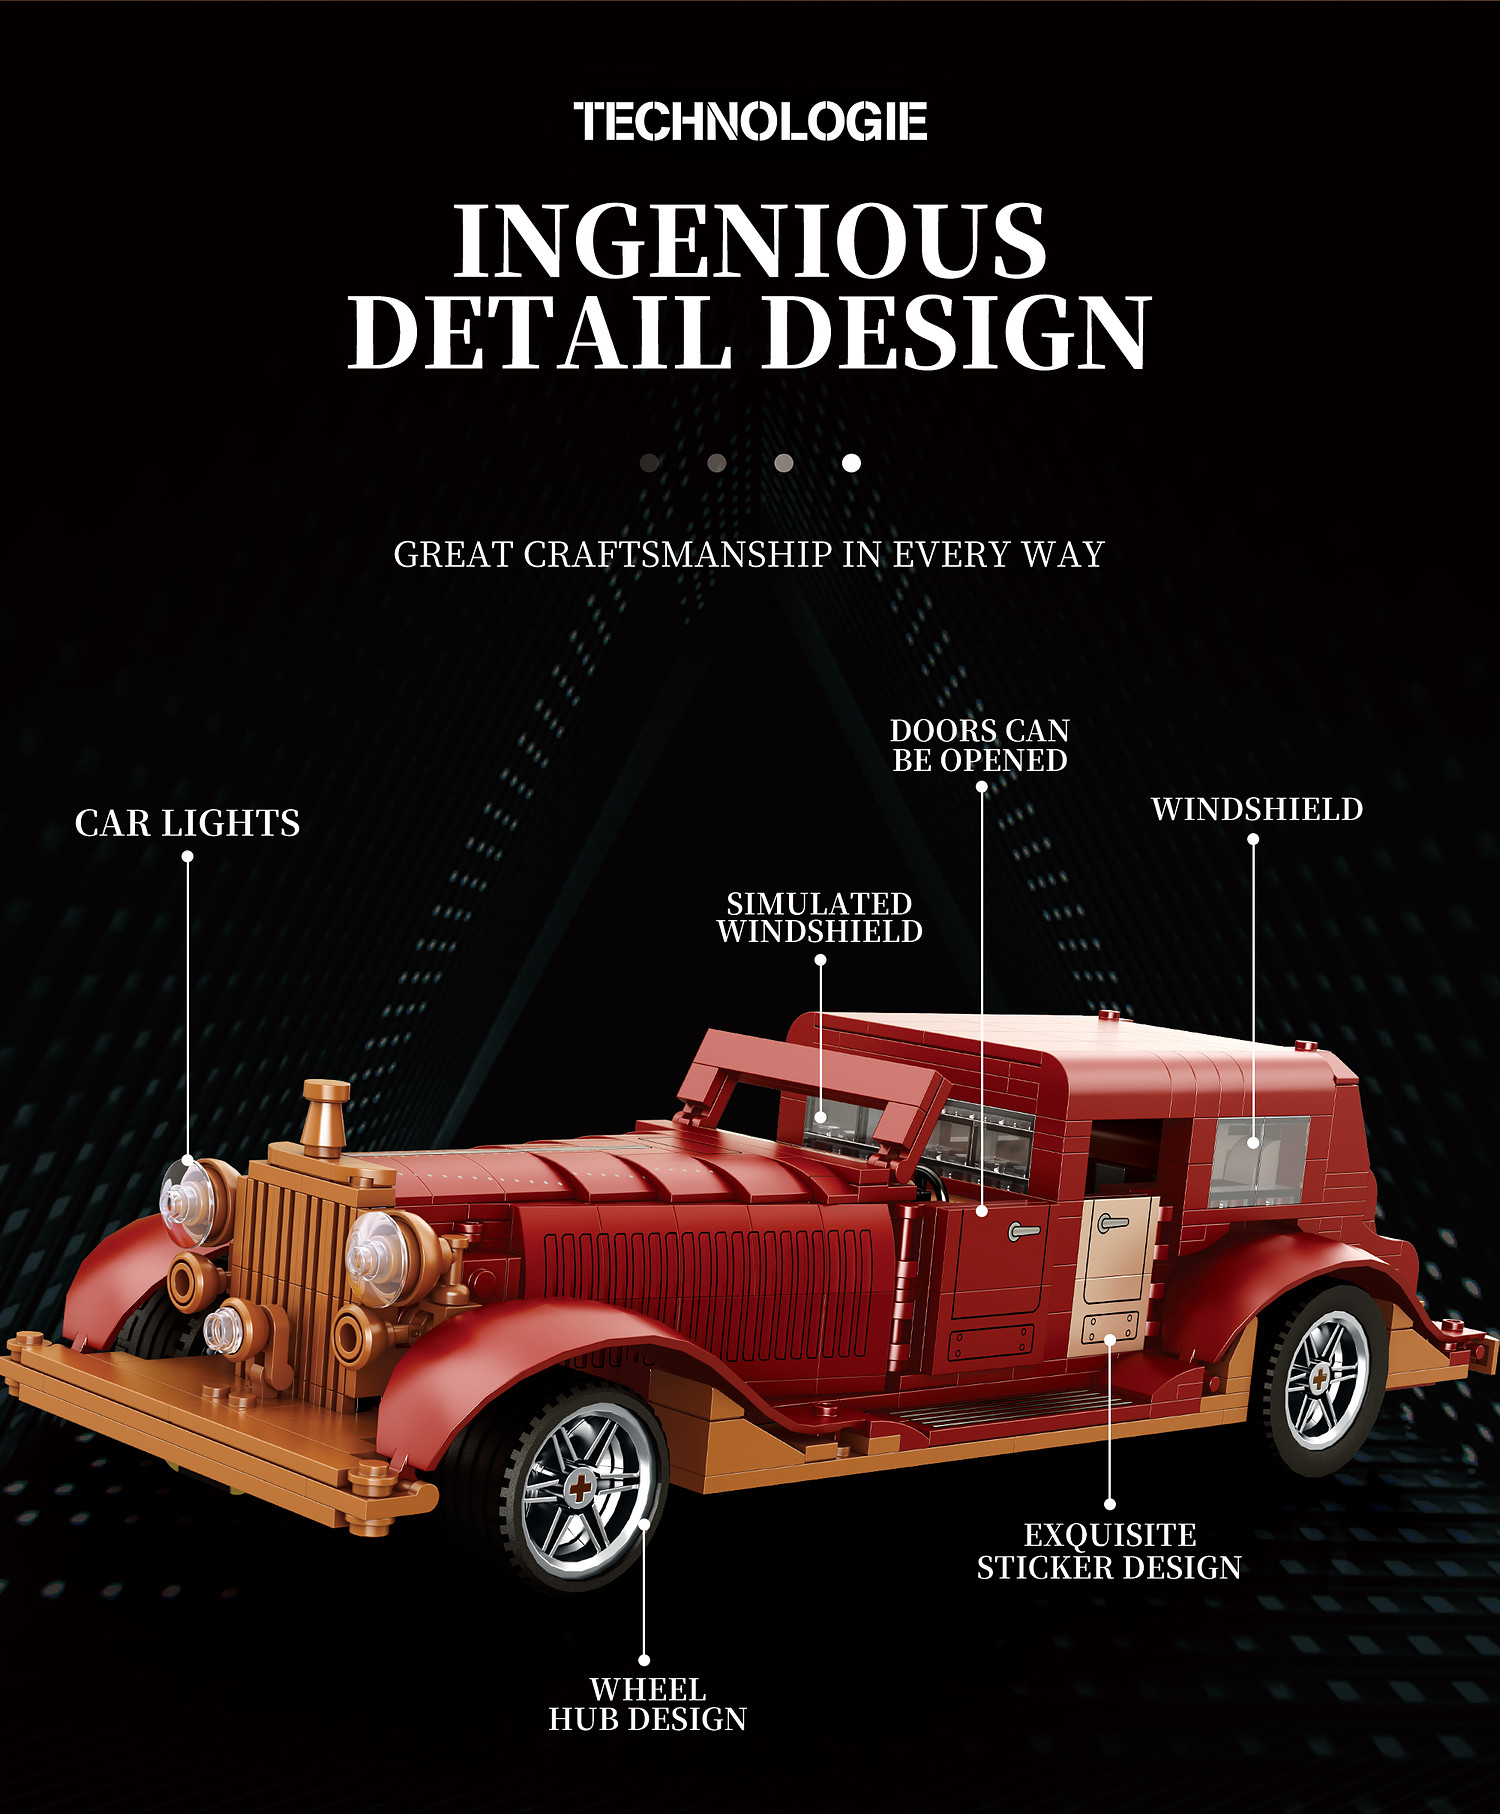 TECHNOLOGIE
INGENIOUS
DETAIL DESIGN
GREAT CRAFTSMANSHIP IN EVERY WAY
DOORS CAN
BE OPENED
WINDSHIELD
CAR LIGHTS
SIMULATED
WINDSHIELD
EXQUISITE
STICKER DESIGN
WHEEL
HUB DESIGN